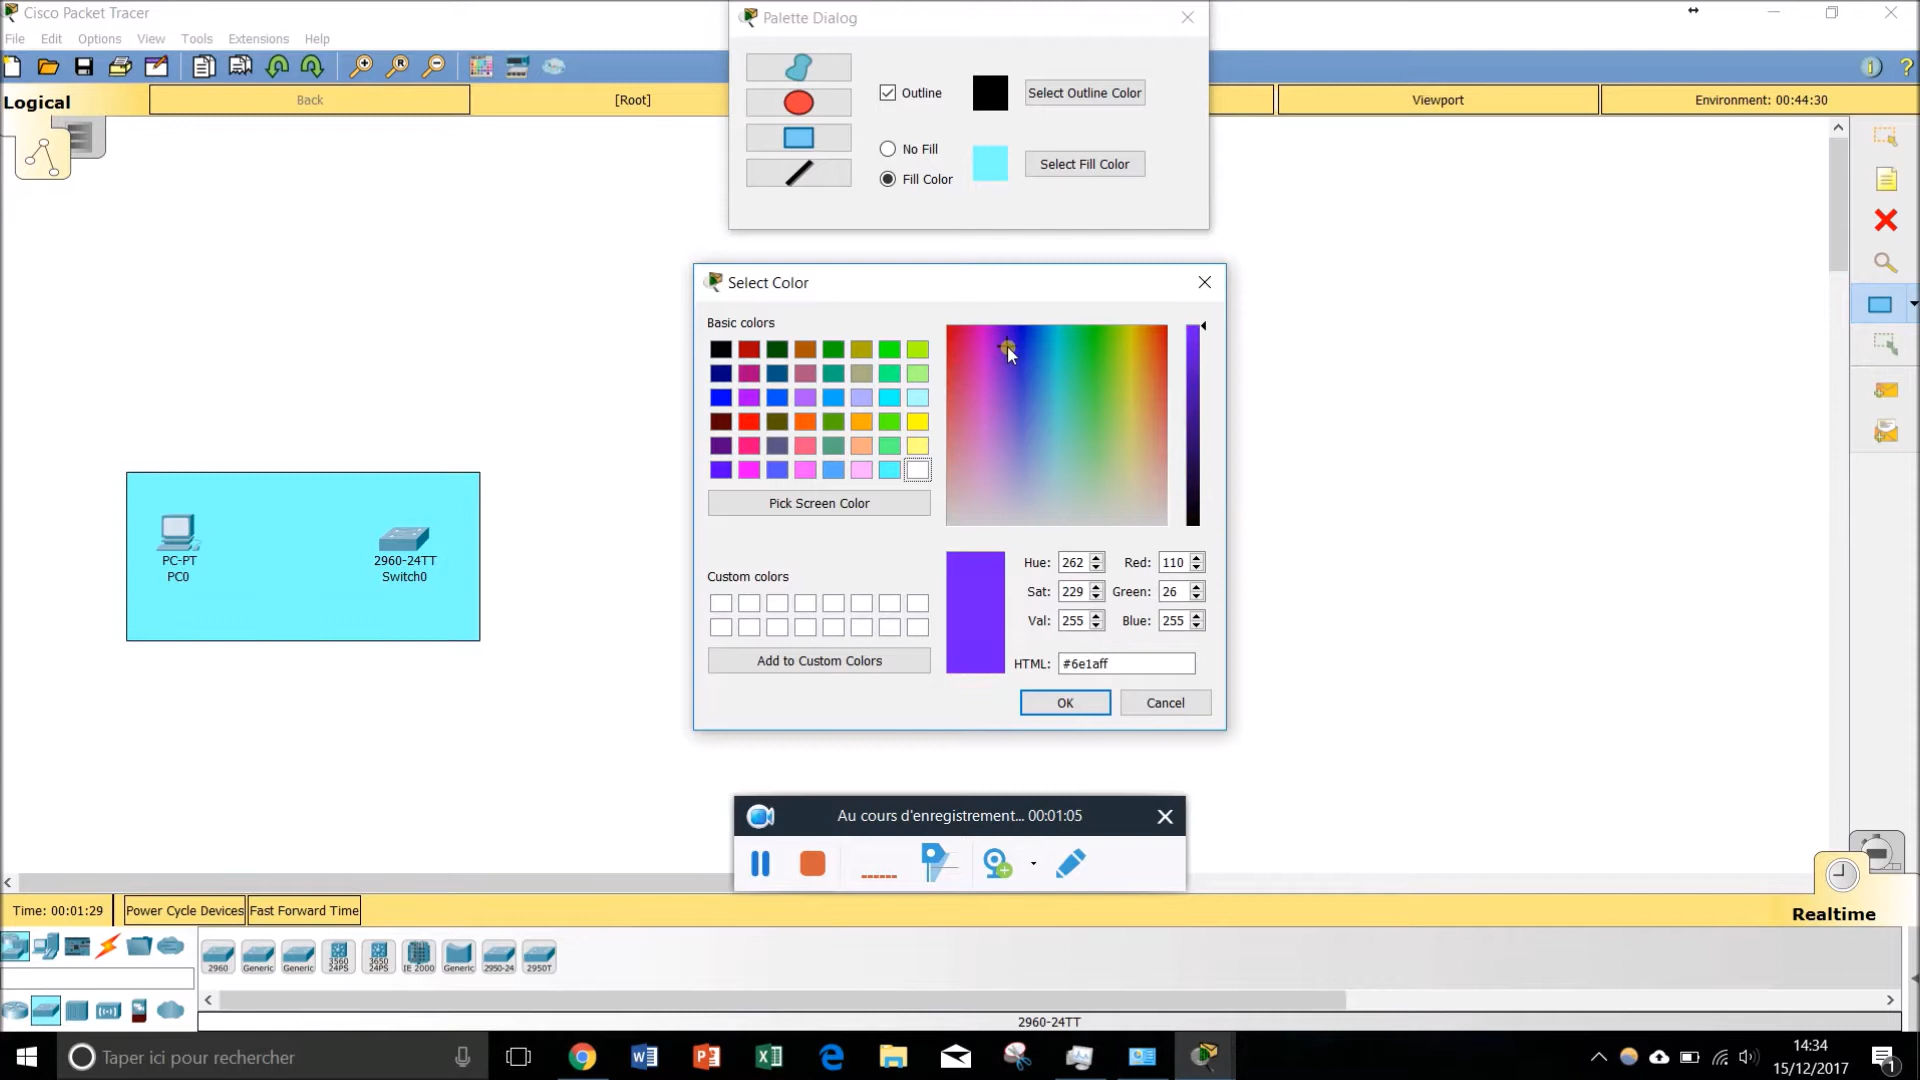 Cisco Packet Tracer
File Edit Options View Tools Extensions Help
Logical
Back
[Root]
Viewport
Environment: 00:44:30
Palette Dialog
Outline
Select Outline Color
No Fill
Fill Color
Select Fill Color
Select Color
Basic colors
Pick Screen Color
Custom colors
Add to Custom Colors
Hue: 262 Red: 110
Sat: 229 Green: 26
Val: 255 Blue: 255
HTML: #6e1aff
OK
Cancel
PC-PT
PC0
2960-24TT
Switch0
Au cours d'enregistrement... 00:01:05
Time: 00:01:29
Power Cycle Devices
Fast Forward Time
Realtime
2960
Generic
Generic
3560
24PS
3650
24PS
IE 2000
Generic
2950-24
2950T
2960-24TT
Taper ici pour rechercher
14:34
15/12/2017
1